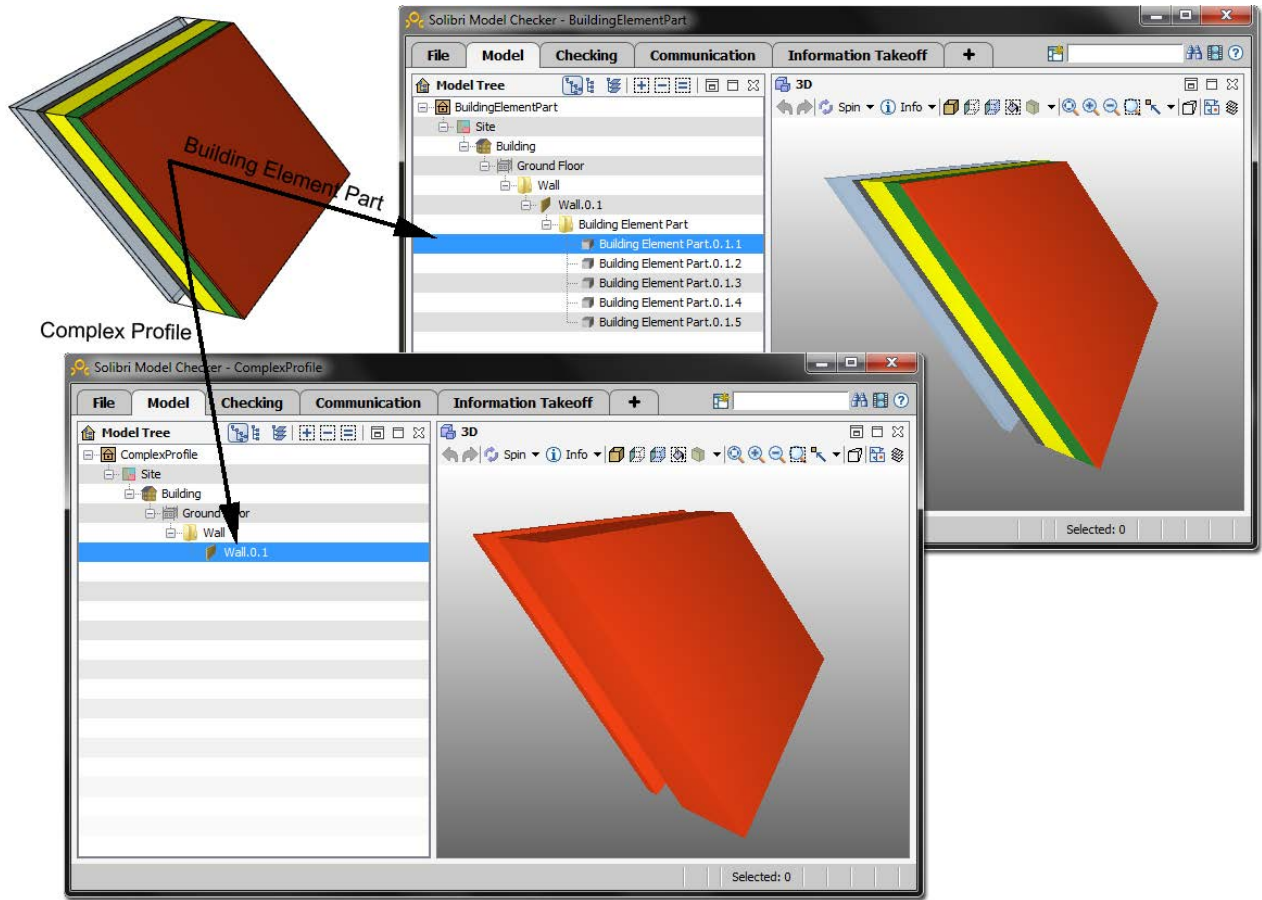 Solibri Model Checker - BuildingElementPart
File Model Checking Communication Information Takeoff +
Model Tree
3D
BuildingElementPart
Spin Info
Site
Building
Ground Floor
Wall
Wall.0.1
Building Element Part
Building Element Part.0.1.1
Building Element Part.0.1.2
Building Element Part.0.1.3
Building Element Part.0.1.4
Building Element Part.0.1.5
Selected: 0
Building Element Part
Complex Profile
Solibri Model Checker - ComplexProfile
File Model Checking Communication Information Takeoff +
Model Tree
3D
ComplexProfile
Spin Info
Site
Building
Ground Floor
Wall
Wall.0.1
Selected: 0